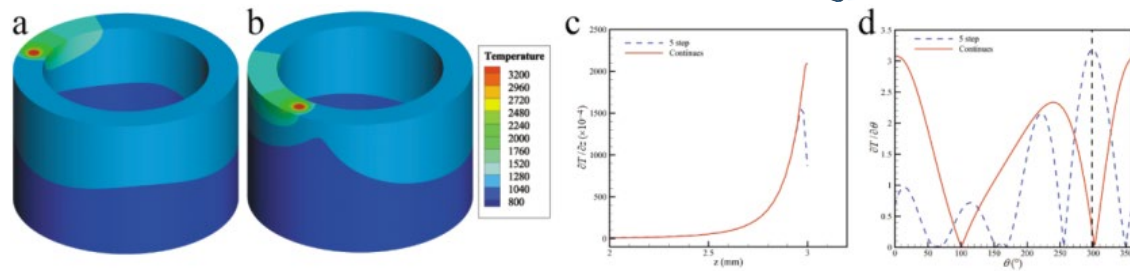 a
b
Temperature
3200
2960
2720
2480
2240
2000
1760
1520
1280
1040
800
c
5 step
Continues
2500
2000
1500
1000
500
0
∂T/∂z (×10⁻⁴)
2
2.5
3
z (mm)
d
5 step
Continues
3.5
3
2.5
2
1.5
1
0.5
0
∂T/∂θ
0
50
100
150
200
250
300
θ(°)